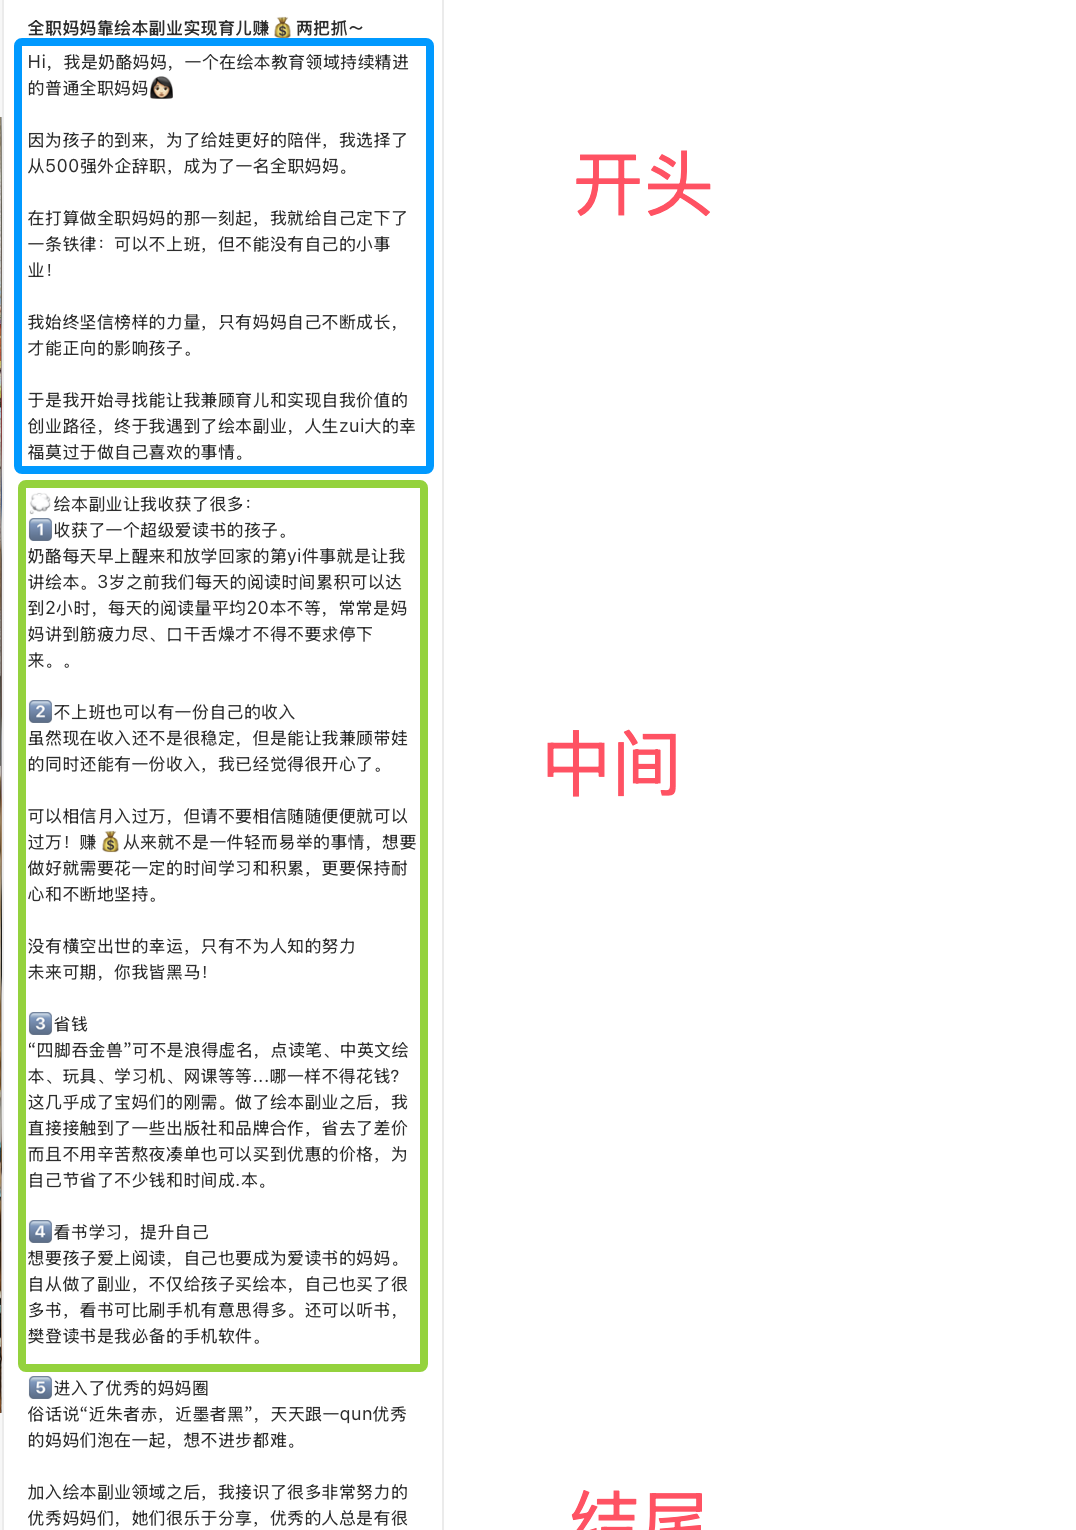 全职妈妈靠绘本副业实现育儿赚💰两把抓～
Hi，我是奶酪妈妈，一个在绘本教育领域持续精进
的普通全职妈妈👩🏻
因为孩子的到来，为了给娃更好的陪伴，我选择了
从500强外企辞职，成为了一名全职妈妈。
开头
在打算做全职妈妈的那一刻起，我就给自己定下了
一条铁律：可以不上班，但不能没有自己的小事
业！
我始终坚信榜样的力量，只有妈妈自己不断成长，
才能正向的影响孩子。
于是我开始寻找能让我兼顾育儿和实现自我价值的
创业路径，终于我遇到了绘本副业，人生zui大的幸
福莫过于做自己喜欢的事情。
💭绘本副业让我收获了很多：
1️⃣收获了一个超级爱读书的孩子。
奶酪每天早上醒来和放学回家的第yi件事就是让我
讲绘本。3岁之前我们每天的阅读时间累积可以达
到2小时，每天的阅读量平均20本不等，常常是妈
妈讲到筋疲力尽、口干舌燥才不得不要求停下
来。。
2️⃣不上班也可以有一份自己的收入
虽然现在收入还不是很稳定，但是能让我兼顾带娃
的同时还能有一份收入，我已经觉得很开心了。
中间
可以相信月入过万，但请不要相信随随便便就可以
过万！赚💰从来就不是一件轻而易举的事情，想要
做好就需要花一定的时间学习和积累，更要保持耐
心和不断地坚持。
没有横空出世的幸运，只有不为人知的努力
未来可期，你我皆黑马！
3️⃣省钱
“四脚吞金兽”可不是浪得虚名，点读笔、中英文绘
本、玩具、学习机、网课等等...哪一样不得花钱？
这几乎成了宝妈们的刚需。做了绘本副业之后，我
直接接触到了一些出版社和品牌合作，省去了差价
而且不用辛苦熬夜凑单也可以买到优惠的价格，为
自己节省了不少钱和时间成.本。
4️⃣看书学习，提升自己
想要孩子爱上阅读，自己也要成为爱读书的妈妈。
自从做了副业，不仅给孩子买绘本，自己也买了很
多书，看书可比刷手机有意思得多。还可以听书，
樊登读书是我必备的手机软件。
5️⃣进入了优秀的妈妈圈
俗话说“近朱者赤，近墨者黑”，天天跟一qun优秀
的妈妈们泡在一起，想不进步都难。
加入绘本副业领域之后，我接识了很多非常努力的
优秀妈妈们，她们很乐于分享，优秀的人总是有很
结尾